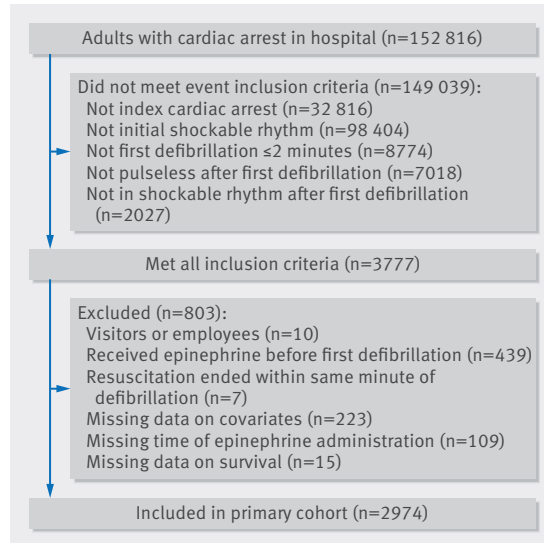 Adults with cardiac arrest in hospital (n=152 816)
Did not meet event inclusion criteria (n=149 039):
Not index cardiac arrest (n=32 816)
Not initial shockable rhythm (n=98 404)
Not first defibrillation ≤2 minutes (n=8774)
Not pulseless after first defibrillation (n=7018)
Not in shockable rhythm after first defibrillation
(n=2027)
Met all inclusion criteria (n=3777)
Excluded (n=803):
Visitors or employees (n=10)
Received epinephrine before first defibrillation (n=439)
Resuscitation ended within same minute of
defibrillation (n=7)
Missing data on covariates (n=223)
Missing time of epinephrine administration (n=109)
Missing data on survival (n=15)
Included in primary cohort (n=2974)